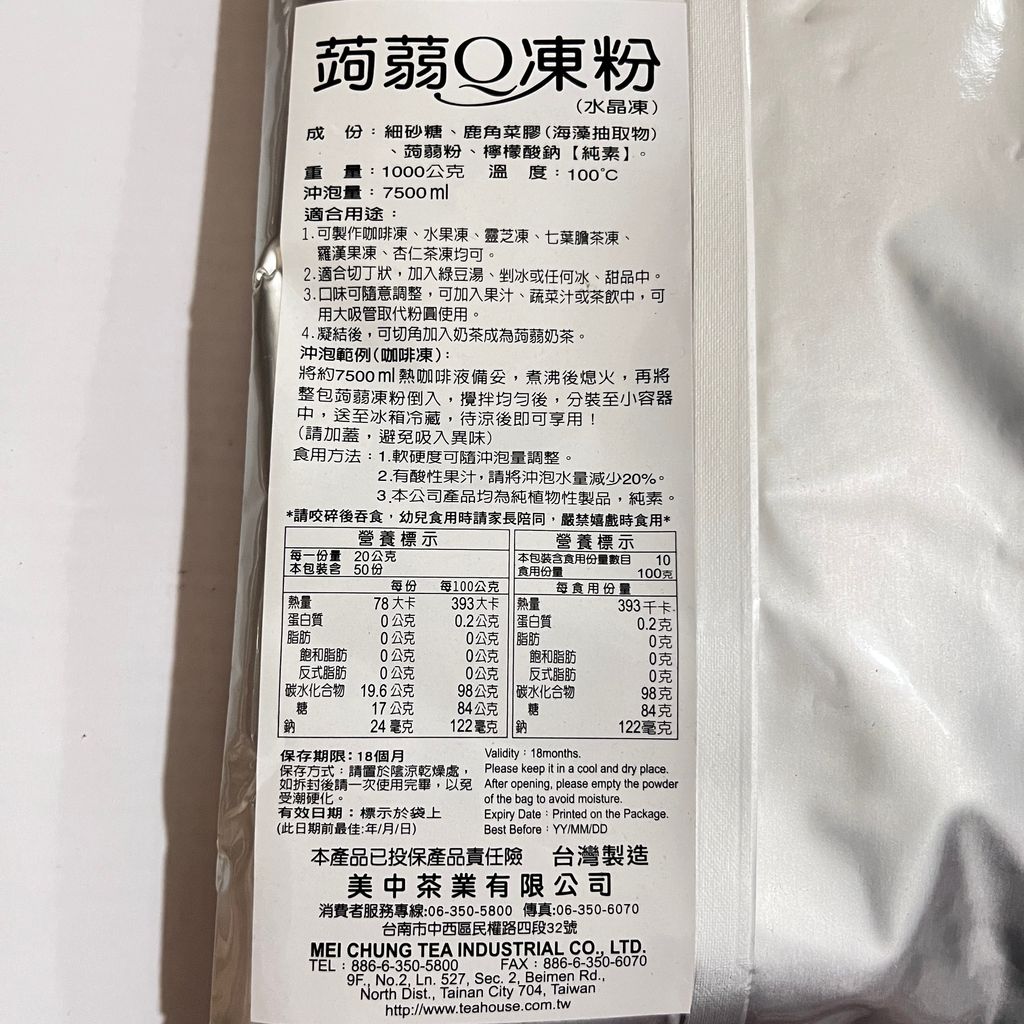 蒟蒻Q凍粉
(水晶凍)
成 份：細砂糖、鹿角菜膠(海藻抽取物)
、蒟蒻粉、檸檬酸鈉【純素】。
重 量：1000公克 溫 度：100℃
沖泡量：7500ml
適合用途：
1.可製作咖啡凍、水果凍、靈芝凍、七葉膽茶凍、
羅漢果凍、杏仁茶凍均可。
2.適合切丁狀，加入綠豆湯、剉冰或任何冰、甜品中。
3.口味可隨意調整，可加入果汁、蔬菜汁或茶飲中，可
用大吸管取代粉圓使用。
4.凝結後，可切角加入奶茶成為蒟蒻奶茶。
沖泡範例(咖啡凍)：
將約7500ml熱咖啡液備妥，煮沸後熄火，再將
整包蒟蒻凍粉倒入，攪拌均勻後，分裝至小容器
中，送至冰箱冷藏，待涼後即可享用！
(請加蓋，避免吸入異味)
食用方法：1.軟硬度可隨沖泡量調整。
2.有酸性果汁，請將沖泡水量減少20%。
3.本公司產品均為純植物性製品，純素。
*請咬碎後吞食，幼兒食用時請家長陪同，嚴禁嬉戲時食用*
營養標示
每一份量 20公克
本包裝含 50份
每份 每100公克
熱量 78大卡 393大卡
蛋白質 0公克 0.2公克
脂肪 0公克 0公克
飽和脂肪 0公克 0公克
反式脂肪 0公克 0公克
碳水化合物 19.6公克 98公克
糖 17公克 84公克
鈉 24毫克 122毫克
營養標示
本包裝含食用份量數目 10
食用份量 100克
每食用份量
熱量 393千卡
蛋白質 0.2克
脂肪 0克
飽和脂肪 0克
反式脂肪 0克
碳水化合物 98克
糖 84克
鈉 122毫克
保存期限：18個月
保存方式：請置於陰涼乾燥處，
如拆封後請一次使用完畢，以免
受潮硬化。
有效日期：標示於袋上
(此日期前最佳:年/月/日)
Validity：18months.
Please keep it in a cool and dry place.
After opening, please empty the powder
of the bag to avoid moisture.
Expiry Date：Printed on the Package.
Best Before：YY/MM/DD
本產品已投保產品責任險 台灣製造
美中茶業有限公司
消費者服務專線:06-350-5800 傳真:06-350-6070
台南市中西區民權路四段32號
MEI CHUNG TEA INDUSTRIAL CO., LTD.
TEL：886-6-350-5800 FAX：886-6-350-6070
9F., No.2, Ln. 527, Sec. 2, Beimen Rd.,
North Dist., Tainan City 704, Taiwan
http://www.teahouse.com.tw